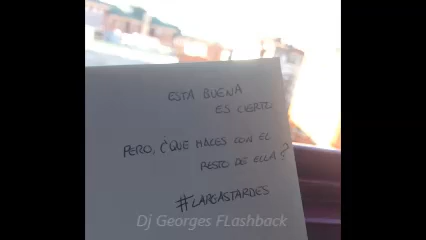 ESTA BUENA
ES CIERTO
PERO, ¿QUE HACES CON EL
RESTO DE ELLA?
#LARGASTARDES
Dj Georges FLashback